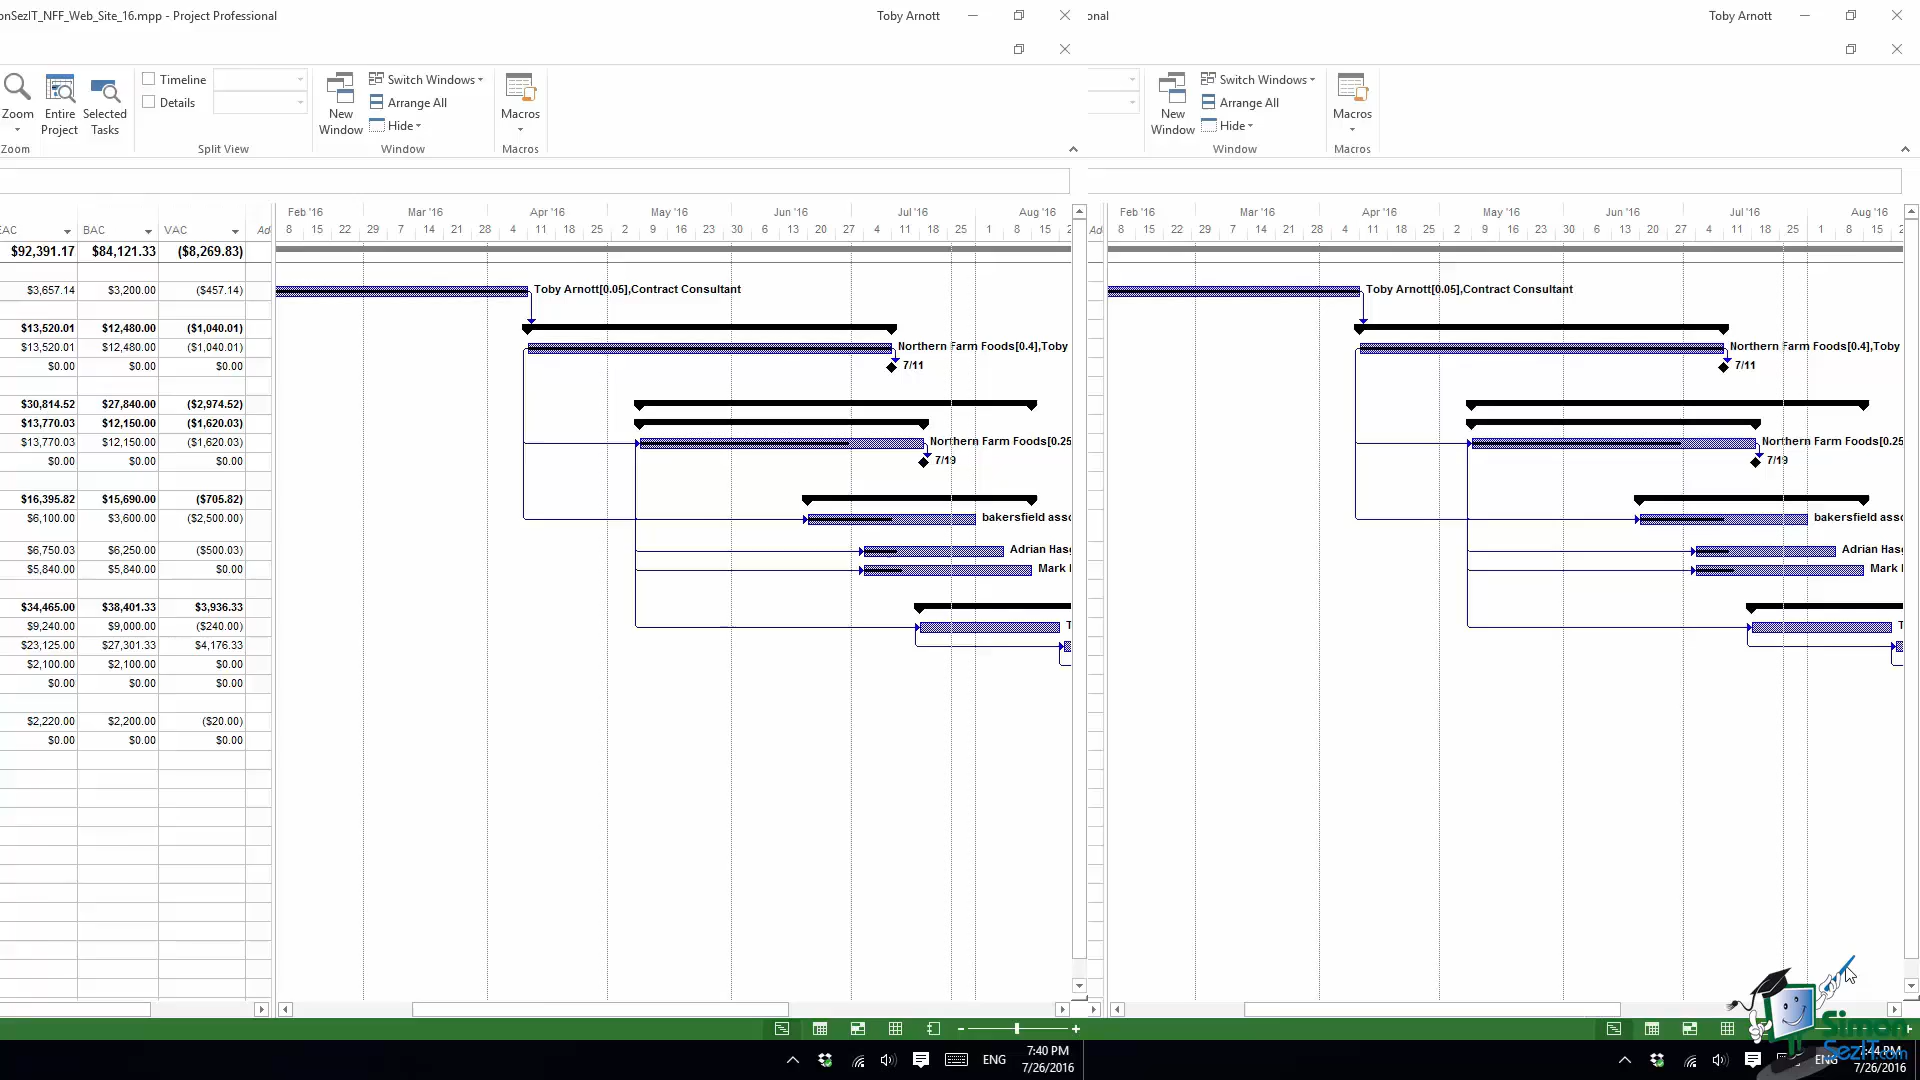 onSezIT_NFF_Web_Site_16.mpp - Project Professional
Toby Arnott
onal
Toby Arnott
Zoom
Entire Project
Selected Tasks
Timeline
Details
New Window
Switch Windows
Arrange All
Hide
Macros
Zoom
Split View
Window
Macros
New Window
Switch Windows
Arrange All
Hide
Macros
Window
Macros
EAC BAC VAC Ad
Feb '16 Mar '16 Apr '16 May '16 Jun '16 Jul '16 Aug '16
8 15 22 29 7 14 21 28 4 11 18 25 2 9 16 23 30 6 13 20 27 4 11 18 25 1 8 15 2
Ad
Feb '16 Mar '16 Apr '16 May '16 Jun '16 Jul '16 Aug '16
8 15 22 29 7 14 21 28 4 11 18 25 2 9 16 23 30 6 13 20 27 4 11 18 25 1 8 15 2
$92,391.17 $84,121.33 ($8,269.83)
$3,657.14 $3,200.00 ($457.14)
$13,520.01 $12,480.00 ($1,040.01)
$13,520.01 $12,480.00 ($1,040.01)
$0.00 $0.00 $0.00
$30,814.52 $27,840.00 ($2,974.52)
$13,770.03 $12,150.00 ($1,620.03)
$13,770.03 $12,150.00 ($1,620.03)
$0.00 $0.00 $0.00
$16,395.82 $15,690.00 ($705.82)
$6,100.00 $3,600.00 ($2,500.00)
$6,750.03 $6,250.00 ($500.03)
$5,840.00 $5,840.00 $0.00
$34,465.00 $38,401.33 $3,936.33
$9,240.00 $9,000.00 ($240.00)
$23,125.00 $27,301.33 $4,176.33
$2,100.00 $2,100.00 $0.00
$0.00 $0.00 $0.00
$2,220.00 $2,200.00 ($20.00)
$0.00 $0.00 $0.00
Toby Arnott[0.05],Contract Consultant
Northern Farm Foods[0.4],Toby
7/11
Northern Farm Foods[0.25
7/19
bakersfield asso
Adrian Hasg
Mark
T
Toby Arnott[0.05],Contract Consultant
Northern Farm Foods[0.4],Toby
7/11
Northern Farm Foods[0.25
7/19
bakersfield asso
Adrian Hasg
Mark
T
ENG
7:40 PM
7/26/2016
Simon
SezIT.com
ENG
:44 PM
7/26/2016